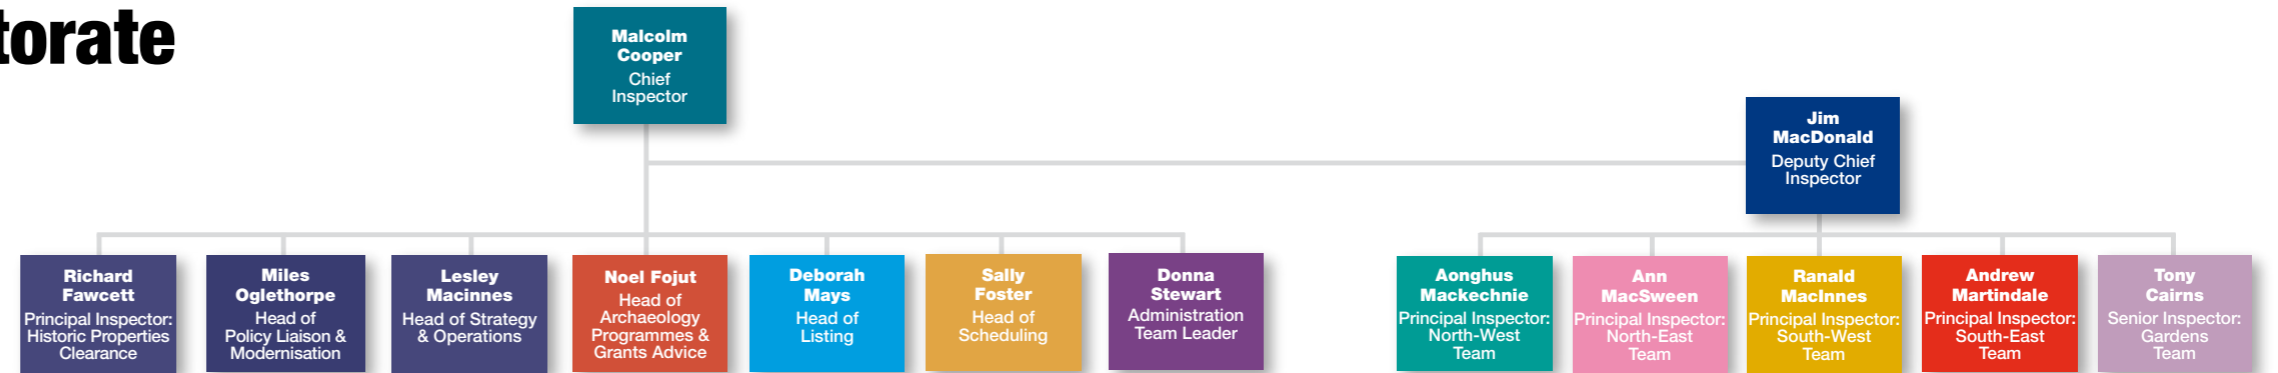 torate
Malcolm
Cooper
Chief
Inspector
Jim
MacDonald
Deputy Chief
Inspector
Richard
Fawcett
Principal Inspector:
Historic Properties
Clearance
Miles
Oglethorpe
Head of
Policy Liaison &
Modernisation
Lesley
Macinnes
Head of Strategy
& Operations
Noel Fojut
Head of
Archaeology
Programmes &
Grants Advice
Deborah
Mays
Head of
Listing
Sally
Foster
Head of
Scheduling
Donna
Stewart
Administration
Team Leader
Aonghus
Mackechnie
Principal Inspector:
North-West
Team
Ann
MacSween
Principal Inspector:
North-East
Team
Ranald
MacInnes
Principal Inspector:
South-West
Team
Andrew
Martindale
Principal Inspector:
South-East
Team
Tony
Cairns
Senior Inspector:
Gardens
Team